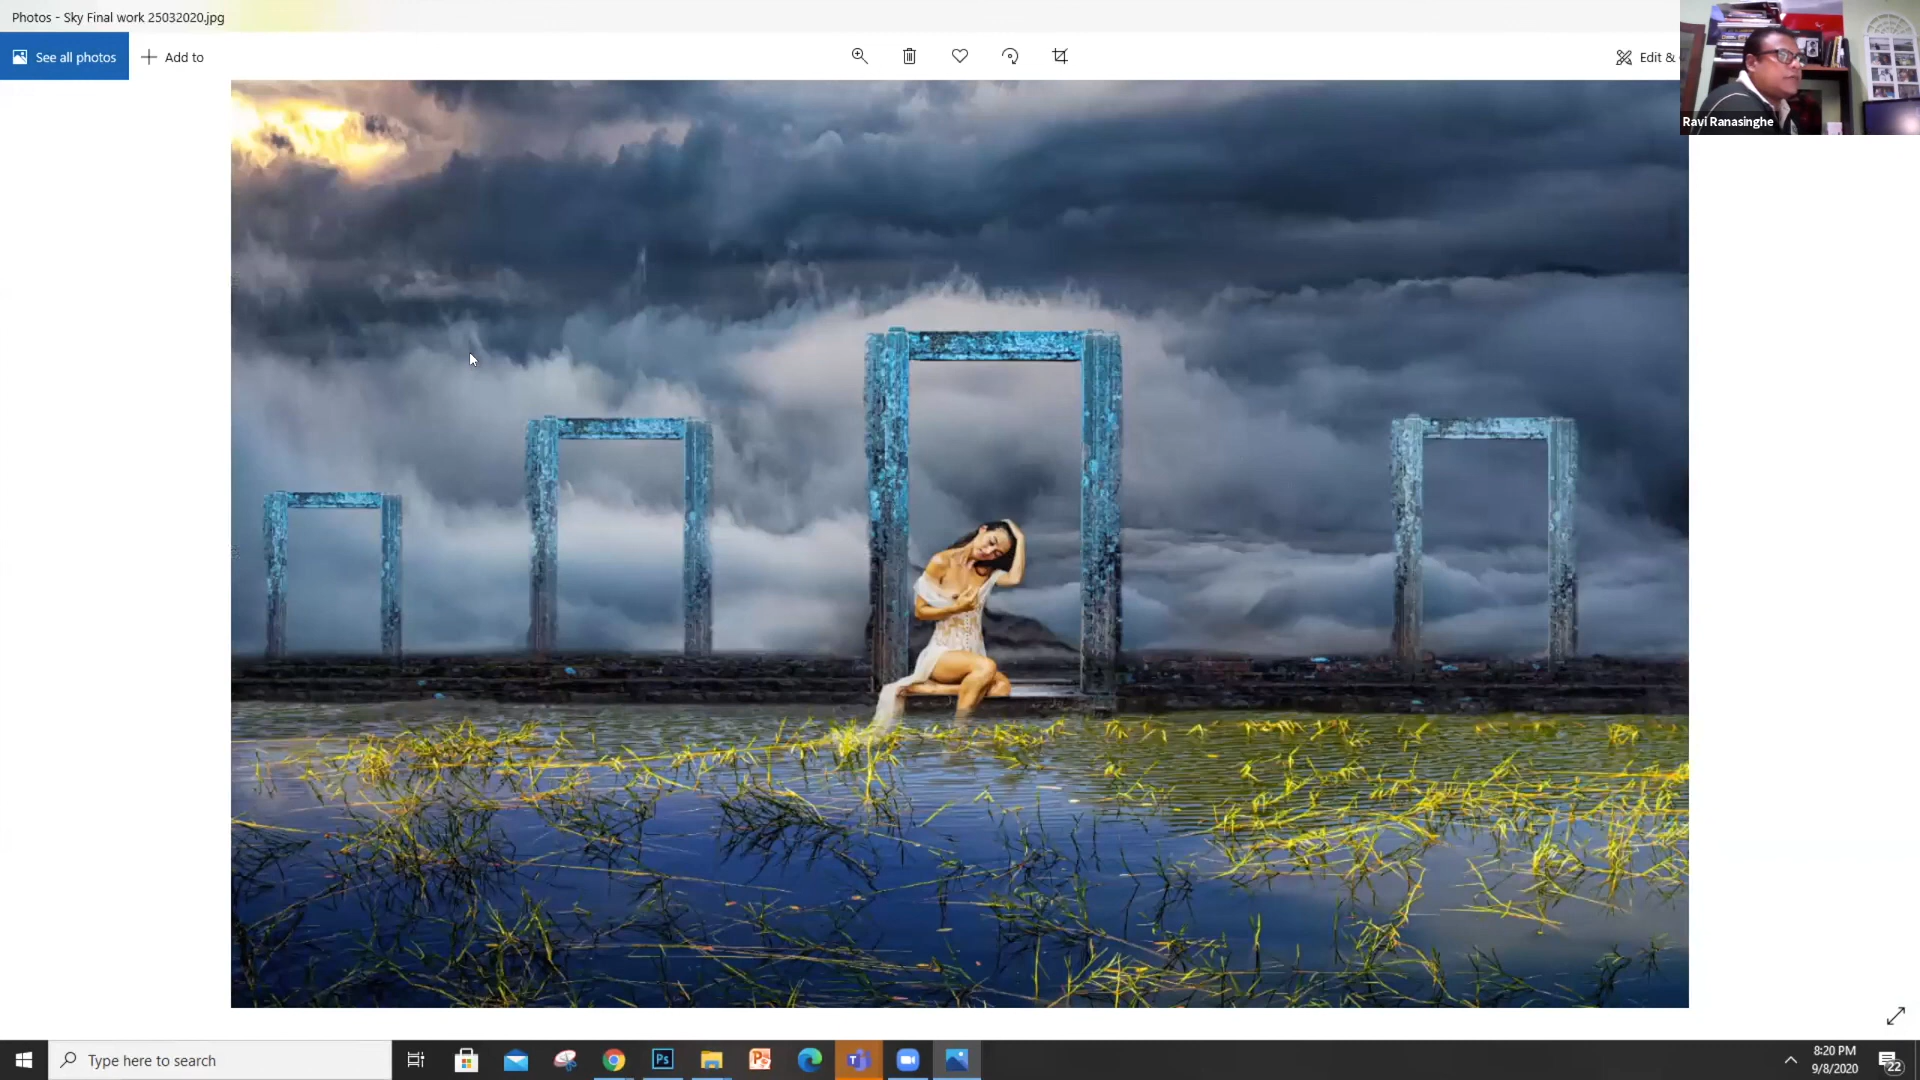 Photos - Sky Final work 25032020.jpg
See all photos
Add to
Edit &
Ravi Ranasinghe
Type here to search
Ps
8:20 PM
9/8/2020
22